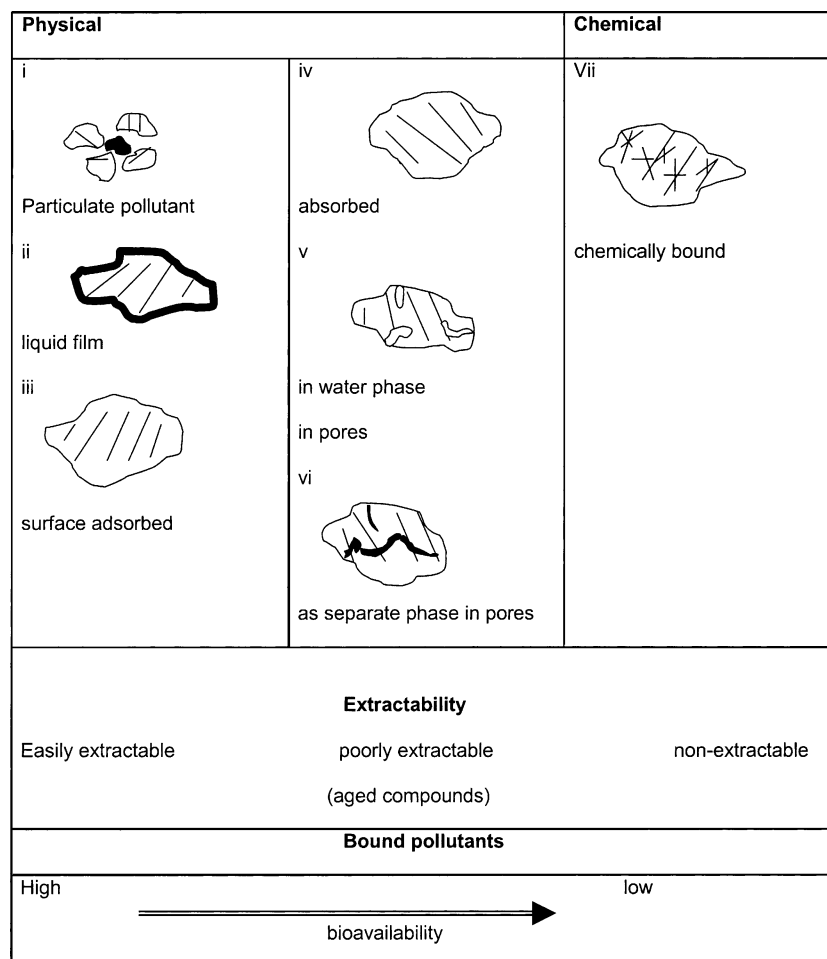 Physical
Chemical
i
Particulate pollutant
ii
liquid film
iii
surface adsorbed
iv
absorbed
v
in water phase
in pores
vi
as separate phase in pores
Vii
chemically bound
Extractability
Easily extractable
poorly extractable
non-extractable
(aged compounds)
Bound pollutants
High
low
bioavailability